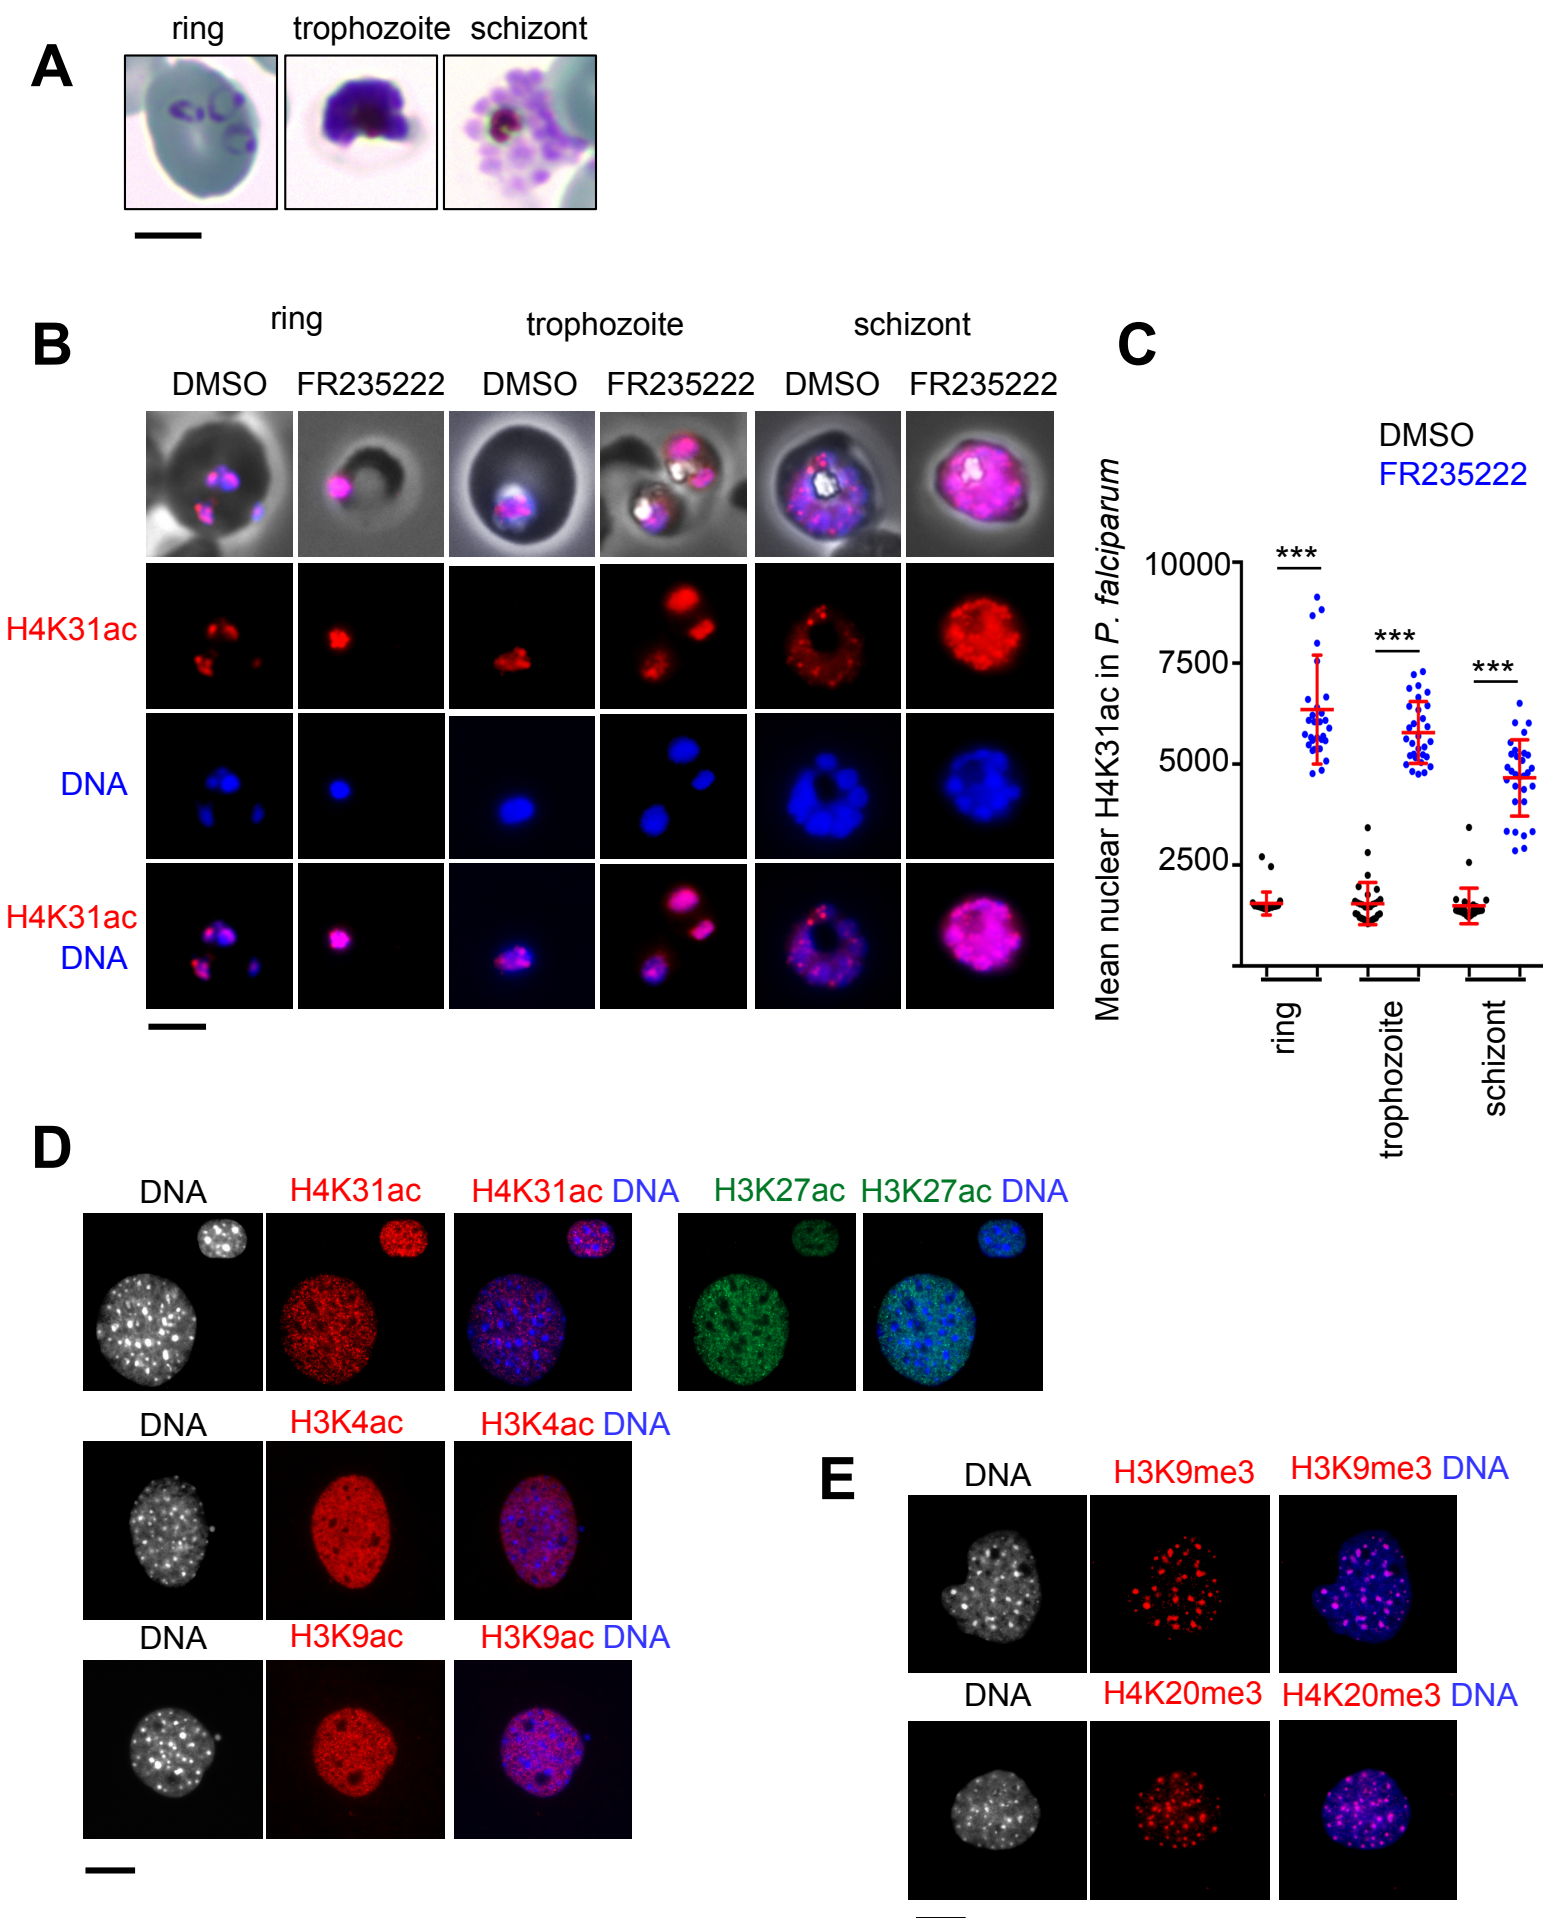 A
ring trophozoite schizont
B
ring trophozoite schizont
DMSO FR235222 DMSO FR235222 DMSO FR235222
H4K31ac
DNA
H4K31ac
DNA
C
DMSO
FR235222
Mean nuclear H4K31ac in P. falciparum
10000
7500
5000
2500
***
***
***
ring
trophozoite
schizont
D
DNA H4K31ac H4K31ac DNA H3K27ac H3K27ac DNA
DNA H3K4ac H3K4ac DNA
DNA H3K9ac H3K9ac DNA
E
DNA H3K9me3 H3K9me3 DNA
DNA H4K20me3 H4K20me3 DNA